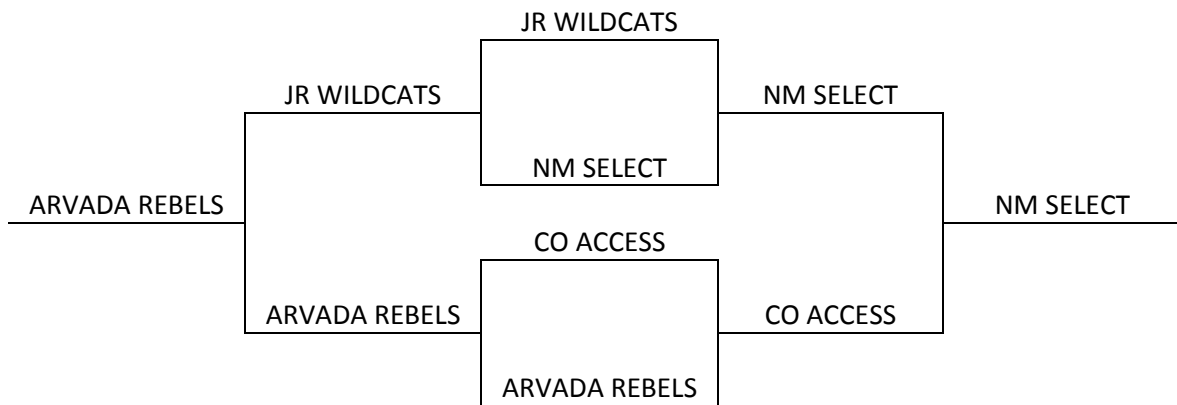 JR WILDCATS
JR WILDCATS
NM SELECT
NM SELECT
ARVADA REBELS
NM SELECT
CO ACCESS
ARVADA REBELS
CO ACCESS
ARVADA REBELS